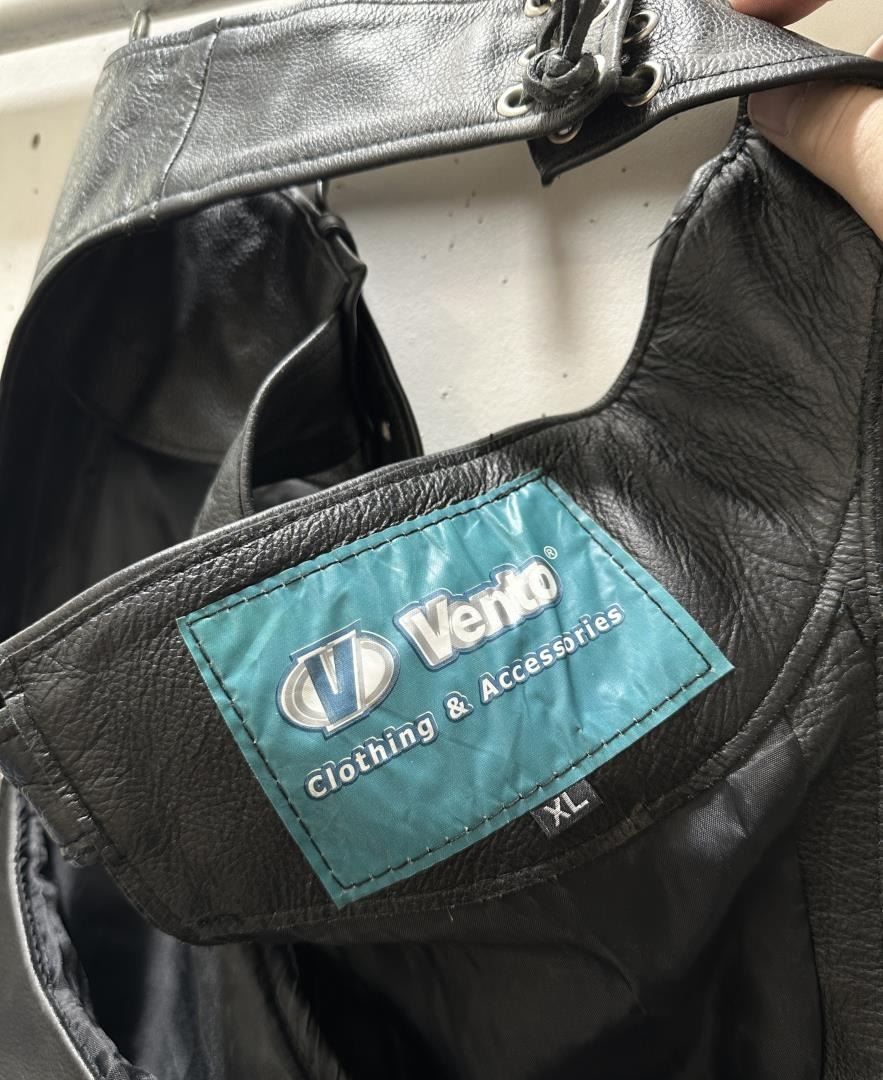 V Vento®
Clothing & Accessories
XL